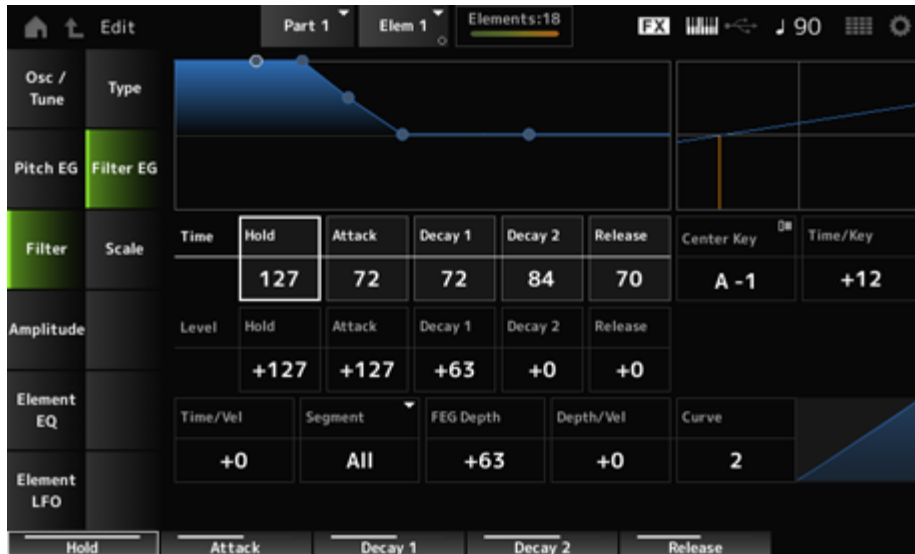 Edit
Part 1
Elem 1
Elements:18
FX
90
Osc /
Tune
Type
Pitch EG
Filter EG
Filter
Scale
Amplitude
Element
EQ
Element
LFO
Time Hold Attack Decay 1 Decay 2 Release Center Key Time/Key
127 72 72 84 70 A -1 +12
Level Hold Attack Decay 1 Decay 2 Release
+127 +127 +63 +0 +0
Time/Vel Segment FEG Depth Depth/Vel Curve
+0 All +63 +0 2
Hold Attack Decay 1 Decay 2 Release